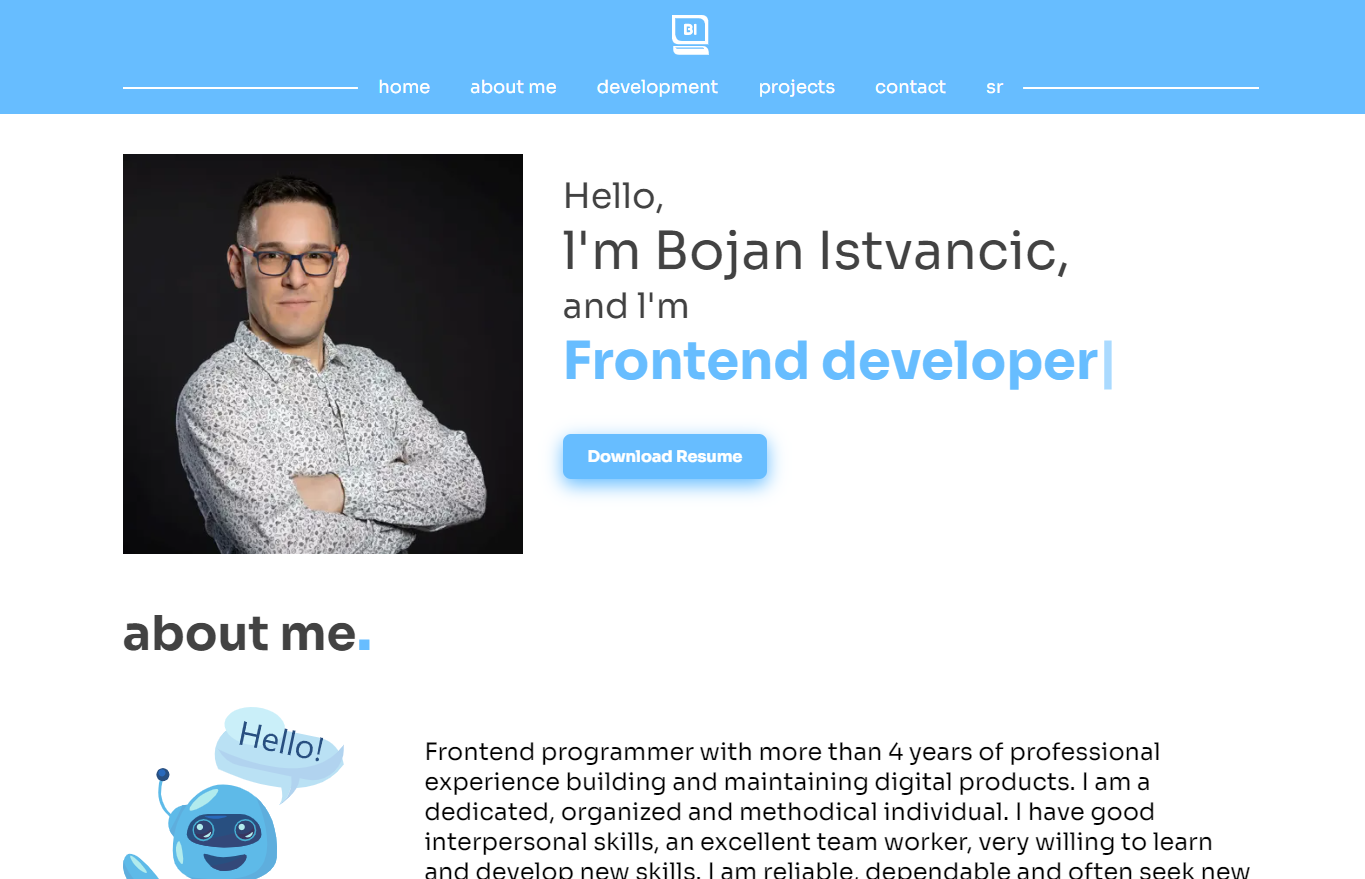 BI
home about me development projects contact sr
Hello,
I'm Bojan Istvancic,
and I'm
Frontend developer|
Download Resume
about me.
Hello!
Frontend programmer with more than 4 years of professional
experience building and maintaining digital products. I am a
dedicated, organized and methodical individual. I have good
interpersonal skills, an excellent team worker, very willing to learn
and develop new skills. I am reliable, dependable and often seek new